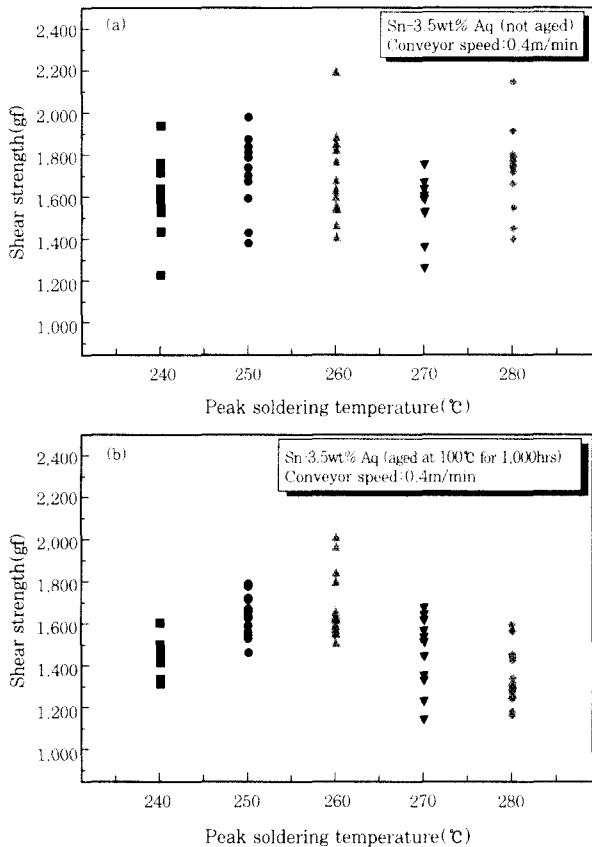 (a)
Sn-3.5wt% Aq (not aged)
Conveyor speed:0.4m/min
2,400
2,200
2,000
1,800
1,600
1,400
1,200
1,000
Shear strength(gf)
240 250 260 270 280
Peak soldering temperature(℃)
(b)
Sn-3.5wt% Aq (aged at 100℃ for 1,000hrs)
Conveyor speed:0.4m/min
2,400
2,200
2,000
1,800
1,600
1,400
1,200
1.000
Shear strength(gf)
240 250 260 270 280
Peak soldering temperature(℃)